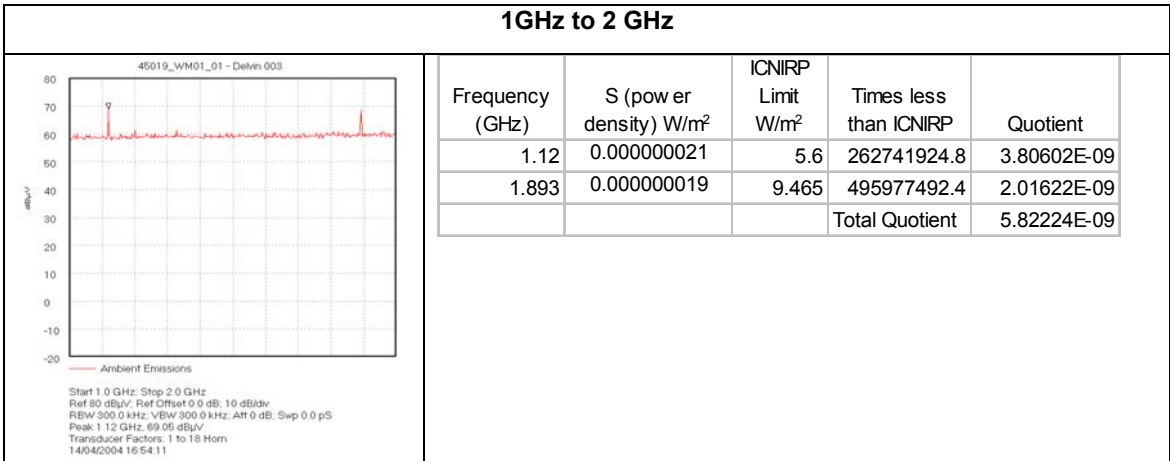 1GHz to 2 GHz
45019_WM01_01 - Delvin 003
80
70
60
50
40
30
20
10
0
-10
-20
dBµV
Ambient Emissions
Start 1.0 GHz; Stop 2.0 GHz
Ref 80 dBµV; Ref Offset 0.0 dB; 10 dB/div
RBW 300.0 kHz; VBW 300.0 kHz; Att 0 dB; Swp 0.0 pS
Peak 1.12 GHz, 69.05 dBµV
Transducer Factors: 1 to 18 Horn
14/04/2004 16:54:11
Frequency (GHz) S (pow er density) W/m² ICNIRP Limit W/m² Times less than ICNIRP Quotient
1.12 0.000000021 5.6 262741924.8 3.80602E-09
1.893 0.000000019 9.465 495977492.4 2.01622E-09
Total Quotient 5.82224E-09